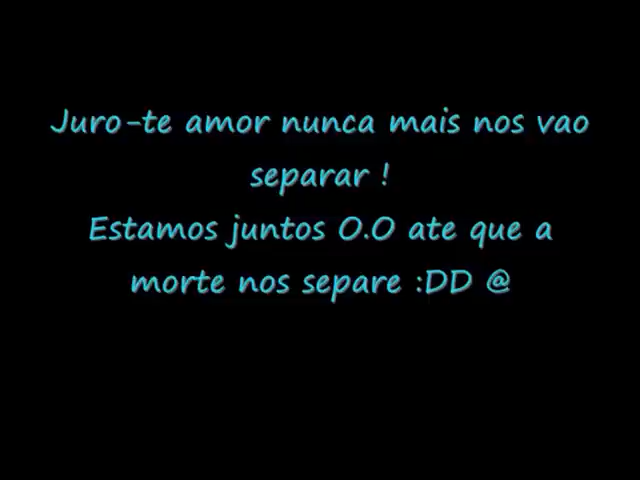 Juro-te amor nunca mais nos vao
separar !
Estamos juntos O.O ate que a
morte nos separe :DD @